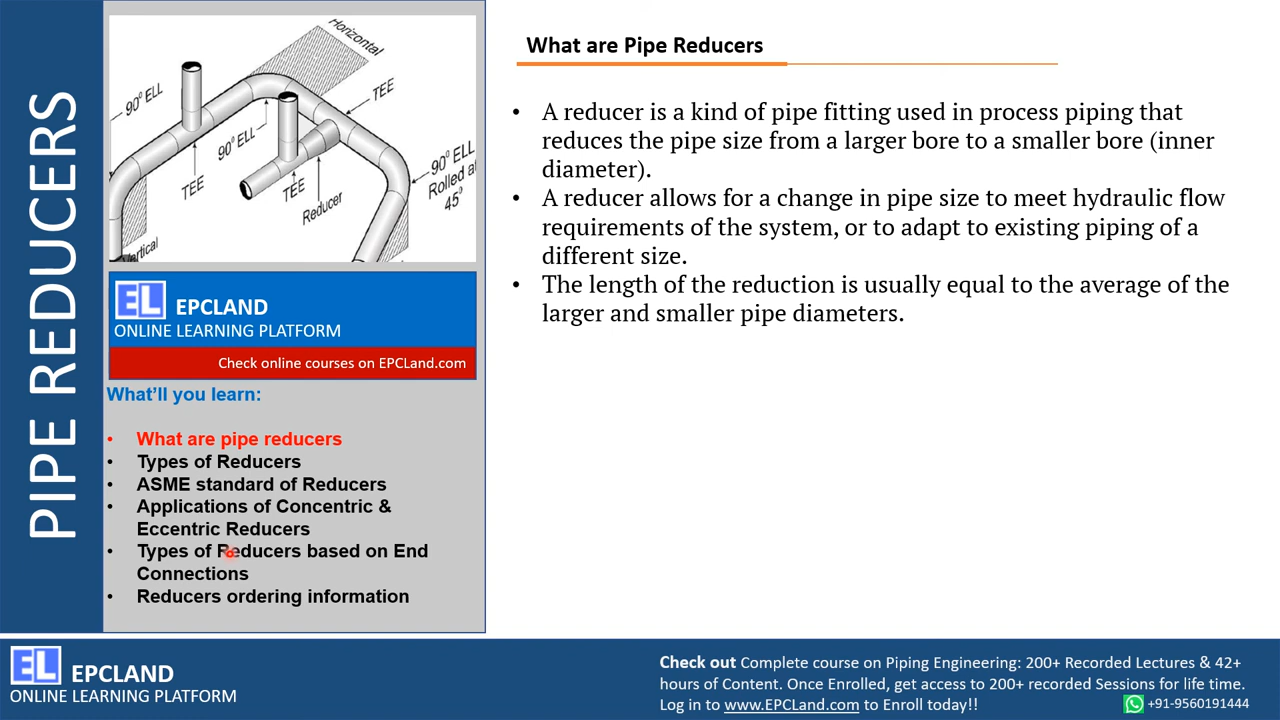 PIPE REDUCERS
Horizontal
90⁰ ELL
TEE
90⁰ ELL
TEE
TEE
Reducer
90⁰ ELL
Rolled a
45⁰
ertical
EL EPCLAND
ONLINE LEARNING PLATFORM
Check online courses on EPCLand.com
What'll you learn:
• What are pipe reducers
• Types of Reducers
• ASME standard of Reducers
• Applications of Concentric &
Eccentric Reducers
• Types of Reducers based on End
Connections
• Reducers ordering information
What are Pipe Reducers
• A reducer is a kind of pipe fitting used in process piping that
reduces the pipe size from a larger bore to a smaller bore (inner
diameter).
• A reducer allows for a change in pipe size to meet hydraulic flow
requirements of the system, or to adapt to existing piping of a
different size.
• The length of the reduction is usually equal to the average of the
larger and smaller pipe diameters.
EL EPCLAND
ONLINE LEARNING PLATFORM
Check out Complete course on Piping Engineering: 200+ Recorded Lectures & 42+
hours of Content. Once Enrolled, get access to 200+ recorded Sessions for life time.
Log in to www.EPCLand.com to Enroll today!!
+91-9560191444